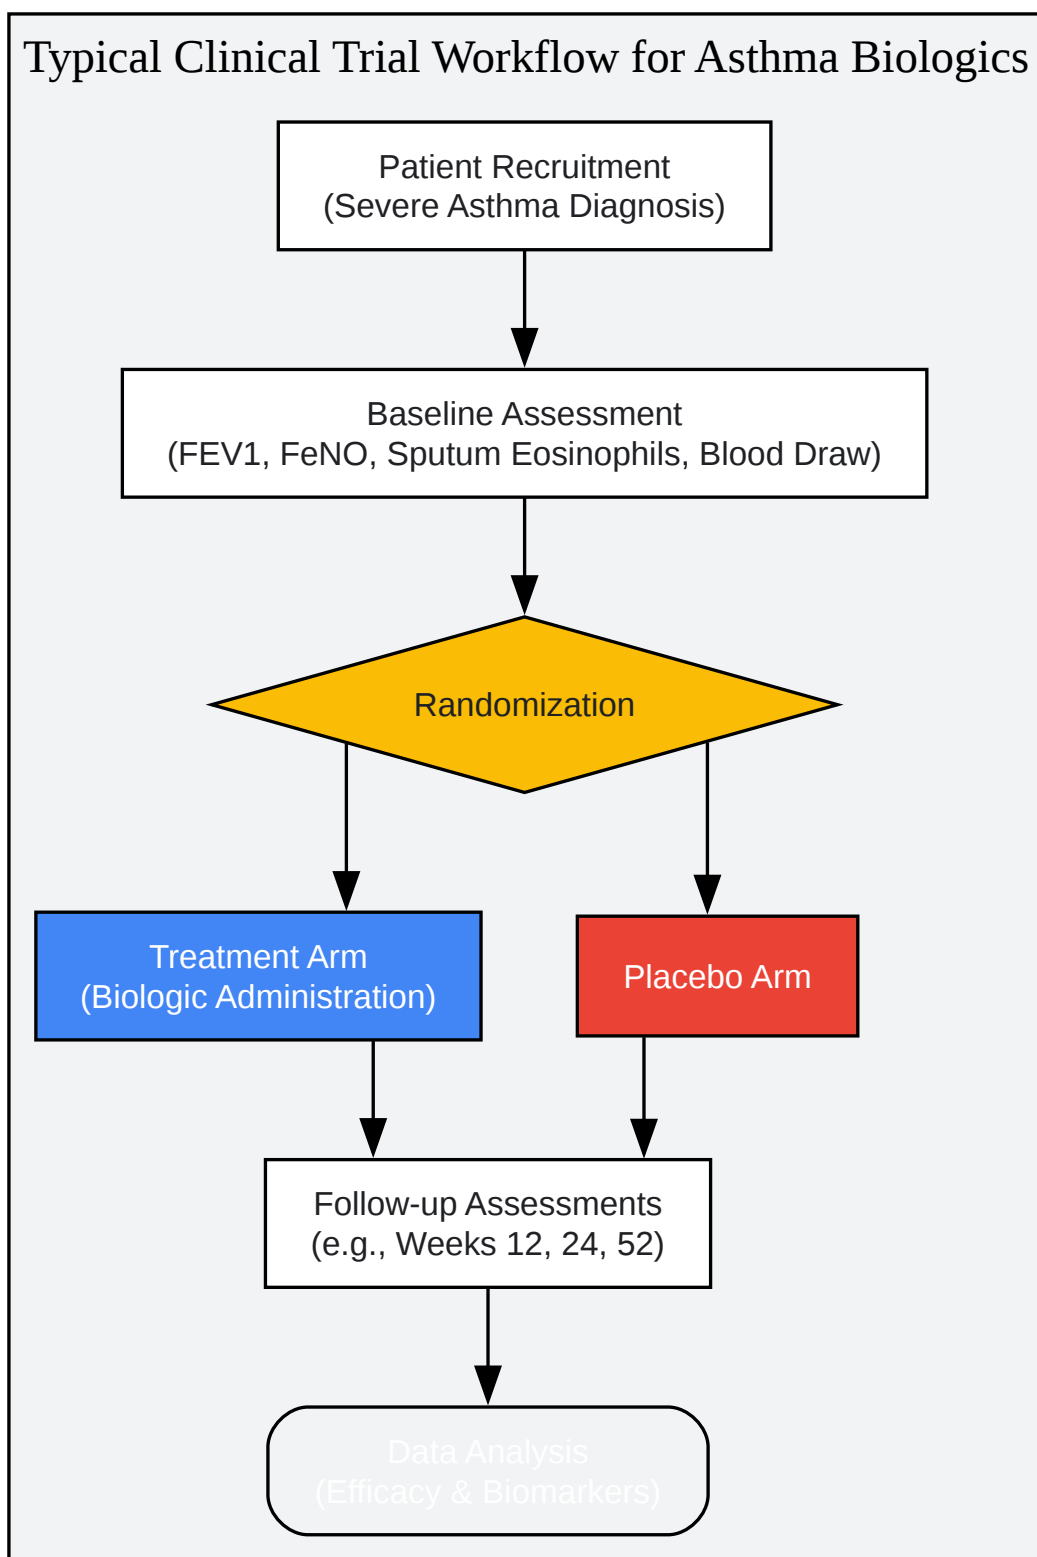 Typical Clinical Trial Workflow for Asthma Biologics
Patient Recruitment
(Severe Asthma Diagnosis)
Baseline Assessment
(FEV1, FeNO, Sputum Eosinophils, Blood Draw)
Randomization
Treatment Arm
(Biologic Administration)
Placebo Arm
Follow-up Assessments
(e.g., Weeks 12, 24, 52)
Data Analysis
(Efficacy & Biomarkers)